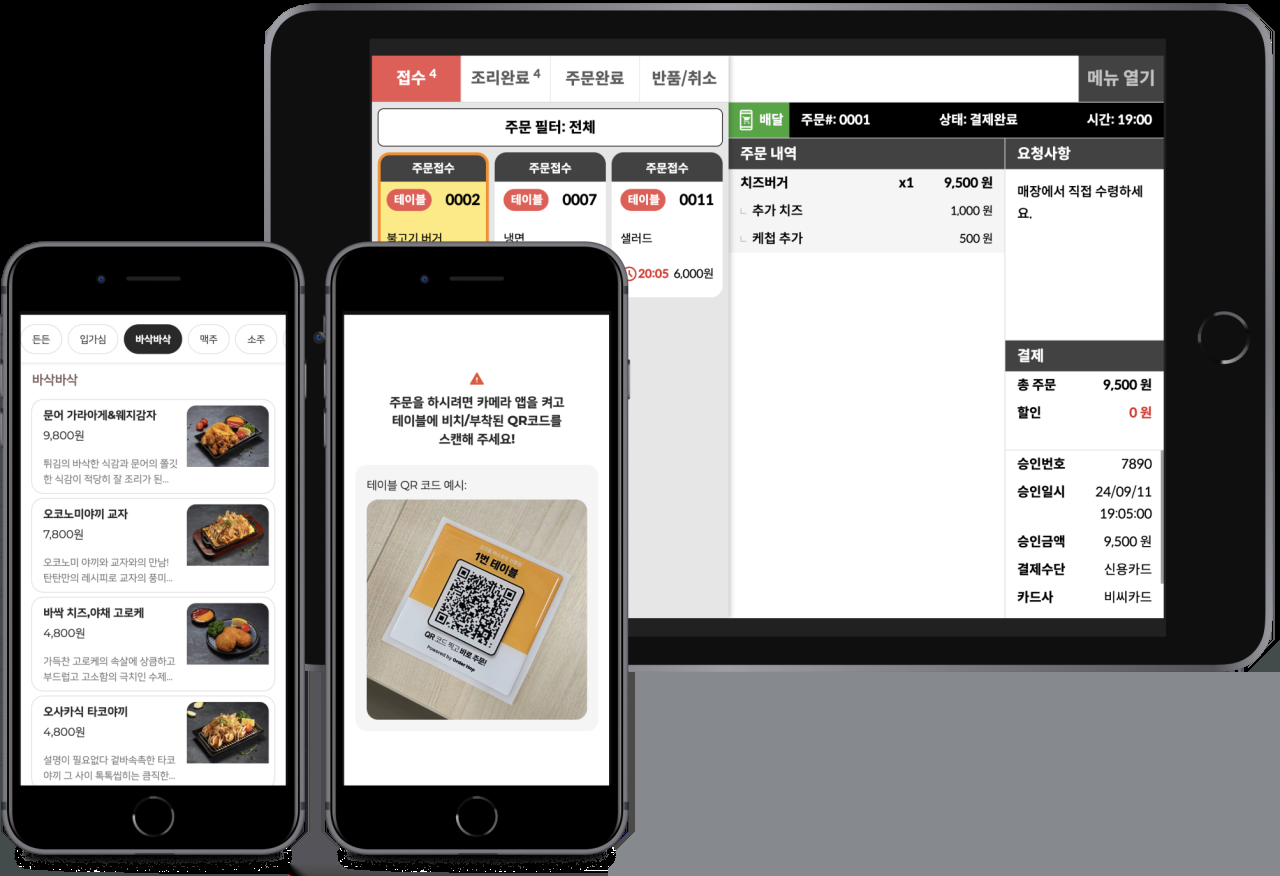 접수 4
조리완료 4
주문완료
반품/취소
메뉴 열기
주문 필터: 전체
배달
주문#: 0001
상태: 결제완료
시간: 19:00
주문접수
테이블 0002
불고기 버거
주문접수
테이블 0007
냉면
주문접수
테이블 0011
샐러드
20:05 6,000원
주문 내역
치즈버거 x1 9,500 원
추가 치즈 1,000 원
케첩 추가 500 원
요청사항
매장에서 직접 수령하세
요.
결제
총 주문 9,500 원
할인 0 원
승인번호 7890
승인일시 24/09/11
19:05:00
승인금액 9,500 원
결제수단 신용카드
카드사 비씨카드
든든
입가심
바삭바삭
맥주
소주
바삭바삭
문어 가라아게&웨지감자
9,800원
튀김의 바삭한 식감과 문어의 쫄깃
한 식감이 적당히 잘 조리가 된...
오코노미야끼 교자
7,800원
오코노미 야끼와 교자와의 만남!
탄탄만의 레시피로 교자의 풍미...
바싹 치즈,야채 고로케
4,800원
가득찬 고로케의 속살에 상큼하고
부드럽고 고소함의 극치인 수제...
오사카식 타코야끼
4,800원
설명이 필요없다 겉바속촉한 타코
야끼 그 사이 톡톡씹히는 큼직한...
주문을 하시려면 카메라 앱을 켜고
테이블에 비치/부착된 QR코드를
스캔해 주세요!
테이블 QR 코드 예시:
1번 테이블
QR 코드 찍고 바로 주문!
Powered by Order Hop